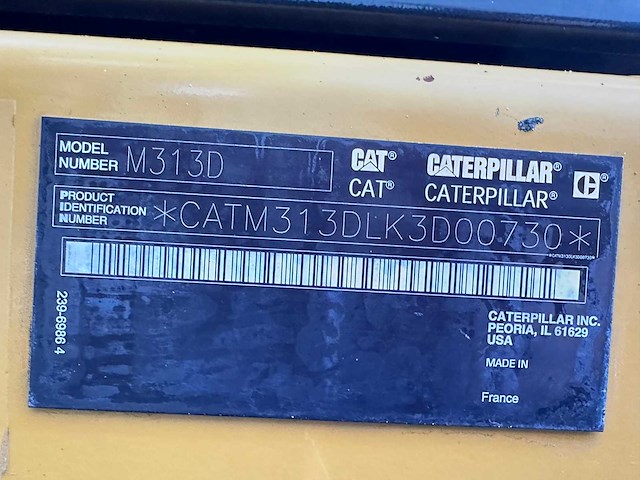 MODEL
NUMBER M313D
CAT® CATERPILLAR® C®
CAT® CATERPILLAR®
PRODUCT
IDENTIFICATION
NUMBER *CATM313DLK3D00730*
*CATM313DLK3D00730*
239-6986 4
CATERPILLAR INC.
PEORIA, IL 61629
USA
MADE IN
France